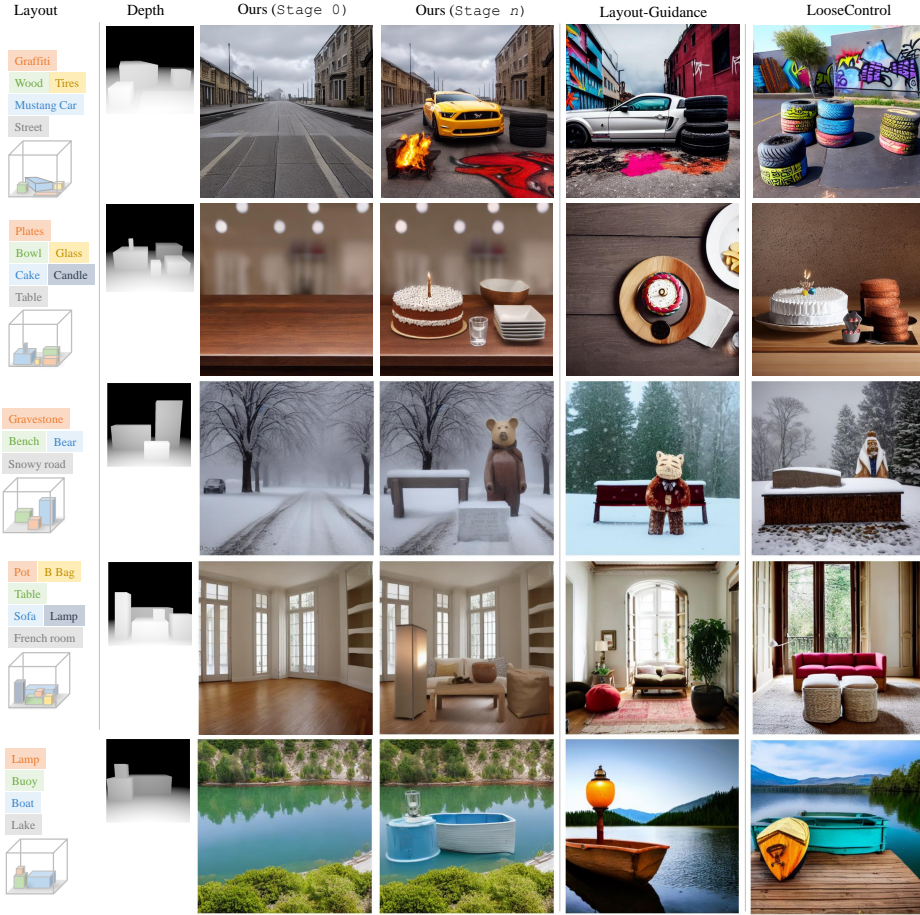 Layout
Depth
Ours (Stage 0)
Ours (Stage n)
Layout-Guidance
LooseControl
Graffiti
Wood Tires
Mustang Car
Street
Plates
Bowl Glass
Cake Candle
Table
Gravestone
Bench Bear
Snowy road
Pot B Bag
Table
Sofa Lamp
French room
Lamp
Buoy
Boat
Lake